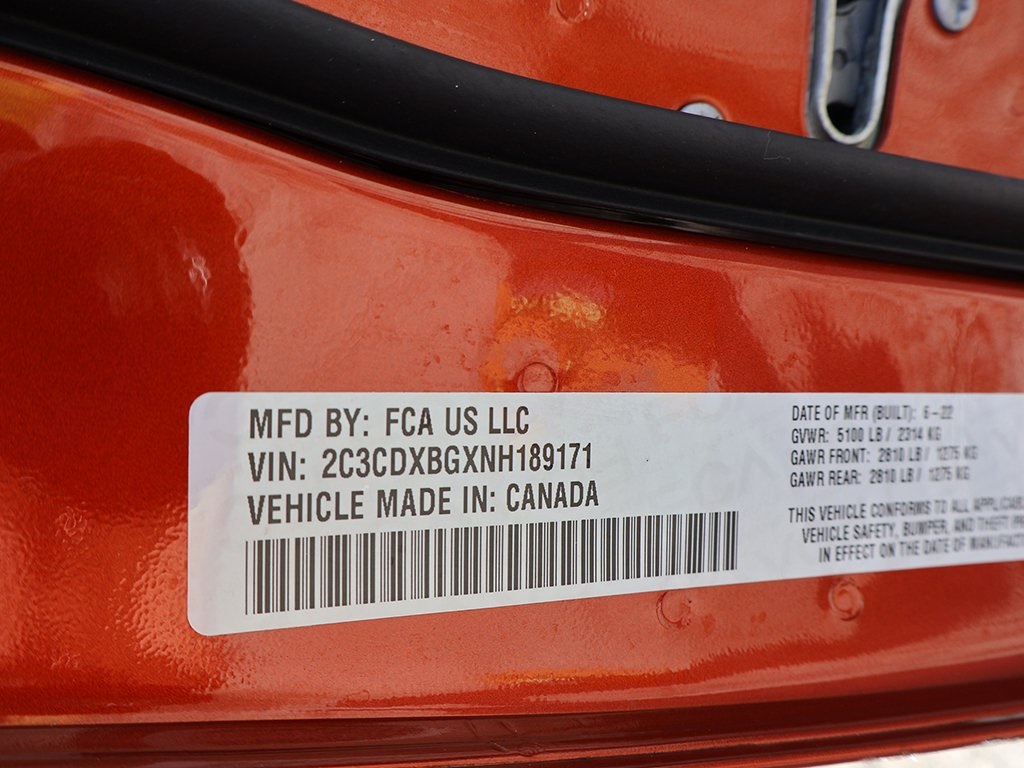 MFD BY: FCA US LLC
VIN: 2C3CDXBGXNH189171
VEHICLE MADE IN: CANADA
DATE OF MFR (BUILT): 6-22
GVWR: 5100 LB / 2314 KG
GAWR FRONT: 2810 LB / 1275 KG
GAWR REAR: 2810 LB / 1275 KG
THIS VEHICLE CONFORMS TO ALL
VEHICLE SAFETY, BUMPER, AND THEFT
IN EFFECT ON THE DATE OF